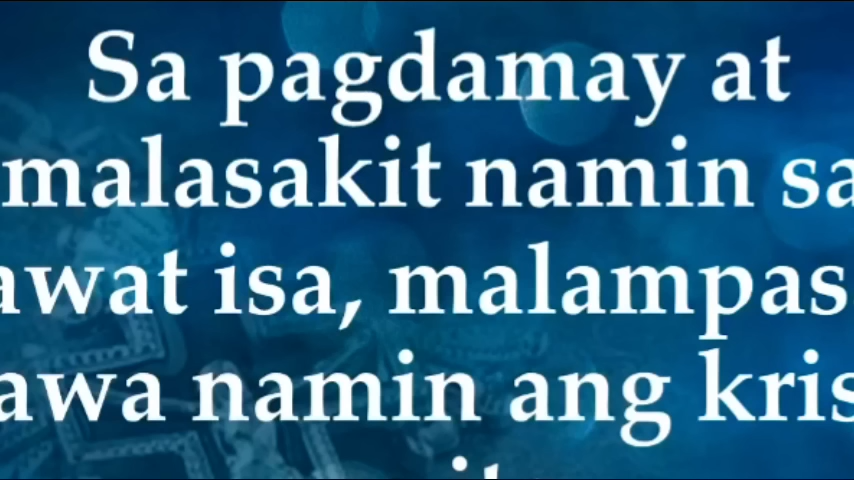 Sa pagdamay at
malasakit namin sa
awat isa, malampas
awa namin ang kris